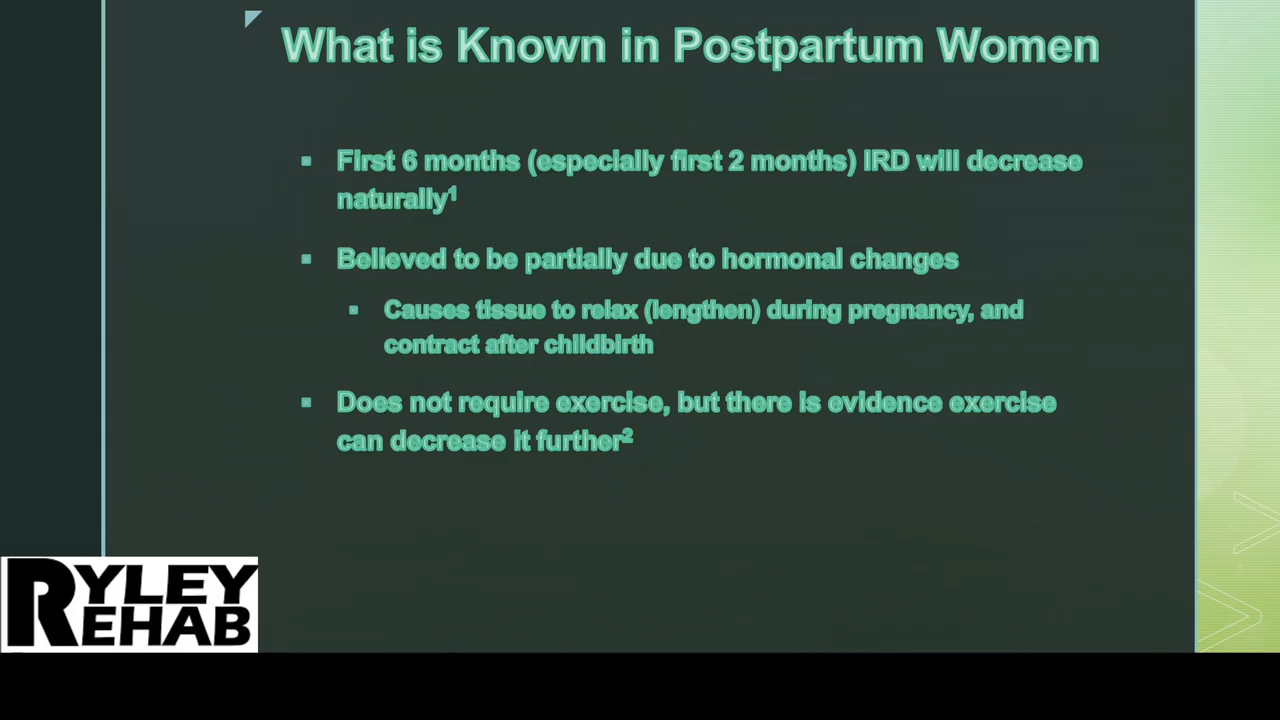 What is Known in Postpartum Women
▪ First 6 months (especially first 2 months) IRD will decrease
naturally¹
▪ Believed to be partially due to hormonal changes
▪ Causes tissue to relax (lengthen) during pregnancy, and
contract after childbirth
▪ Does not require exercise, but there is evidence exercise
can decrease it further²
RYLEY
REHAB